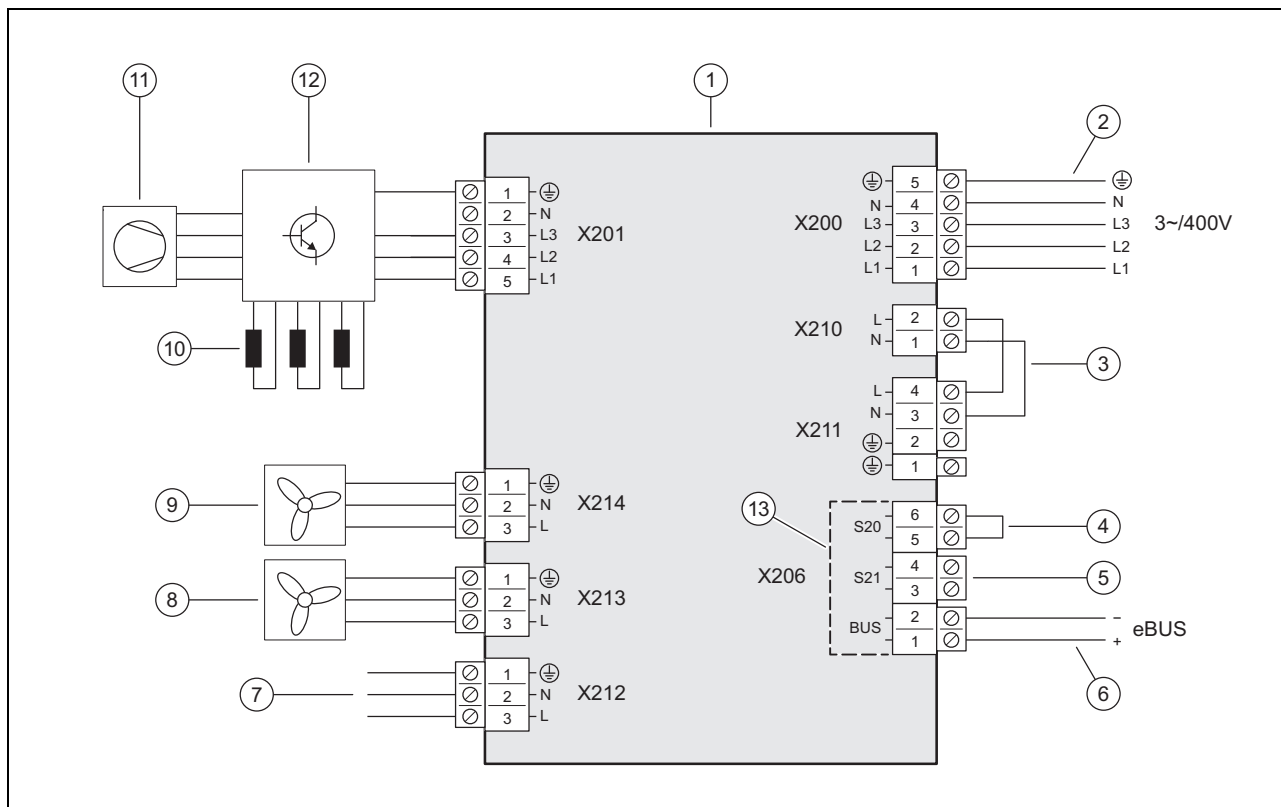 11
12
1
2
5
N 4 N
X201
1
2 N
3 L3
4 L2
5 L1
X200
L3 3 L3 3~/400V
L2 2 L2
L1 1 L1
10
X210
L 2
N 1
3
X211
L 4
N 3
2
1
9
1
2 N X214
3 L
13
S20 6
5
4
8
1
2 N X213
3 L
X206
S21 4
3
5
BUS 2 −
1 + eBUS
6
7
1
2 N X212
3 L